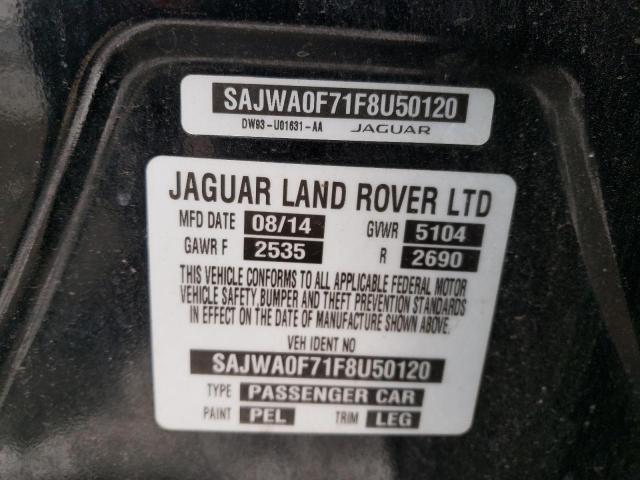 SAJWA0F71F8U50120
DW93-U01631-AA JAGUAR
JAGUAR LAND ROVER LTD
MFD DATE 08/14 GVWR 5104
GAWR F 2535 R 2690
THIS VEHICLE CONFORMS TO ALL APPLICABLE FEDERAL MOTOR
VEHICLE SAFETY,BUMPER AND THEFT PREVENTION STANDARDS
IN EFFECT ON THE DATE OF MANUFACTURE SHOWN ABOVE.
VEH IDENT NO
SAJWA0F71F8U50120
TYPE PASSENGER CAR
PAINT PEL TRIM LEG